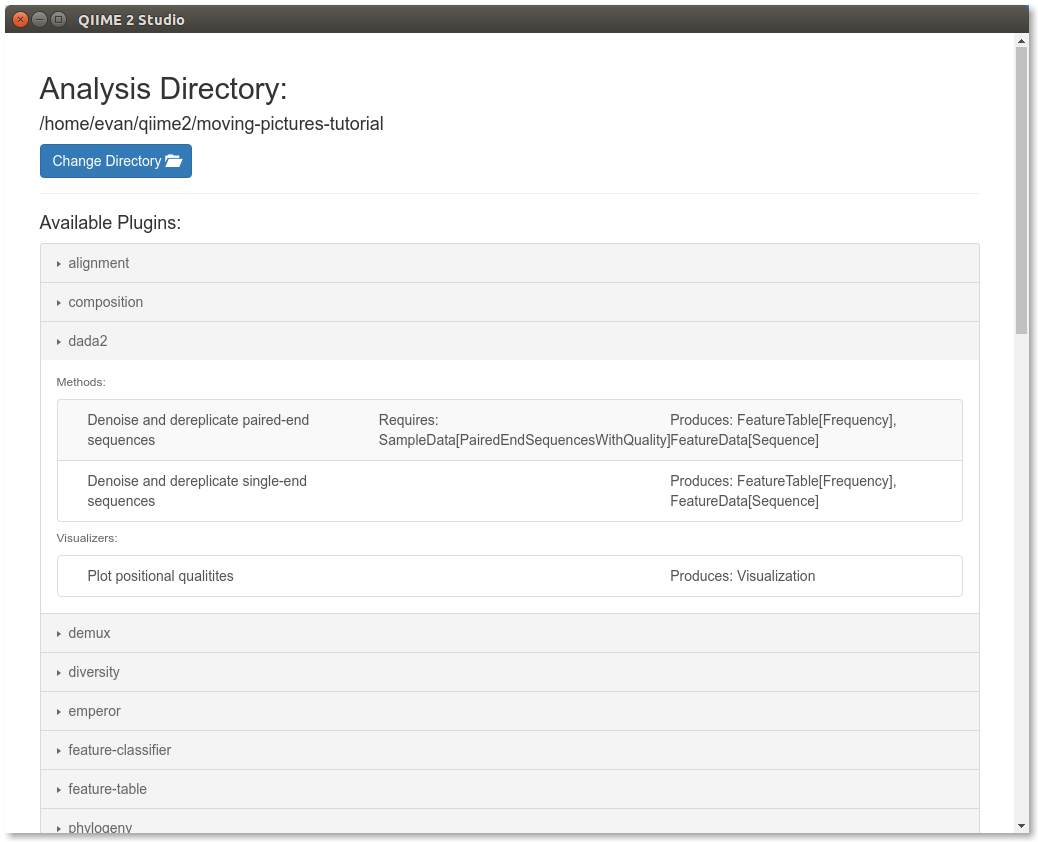 QIIME 2 Studio
Analysis Directory:
/home/evan/qiime2/moving-pictures-tutorial
Change Directory
Available Plugins:
alignment
composition
dada2
Methods:
Denoise and dereplicate paired-end
sequences
Requires:
SampleData[PairedEndSequencesWithQuality]
Produces: FeatureTable[Frequency],
FeatureData[Sequence]
Denoise and dereplicate single-end
sequences
Produces: FeatureTable[Frequency],
FeatureData[Sequence]
Visualizers:
Plot positional qualitites
Produces: Visualization
demux
diversity
emperor
feature-classifier
feature-table
phylogeny